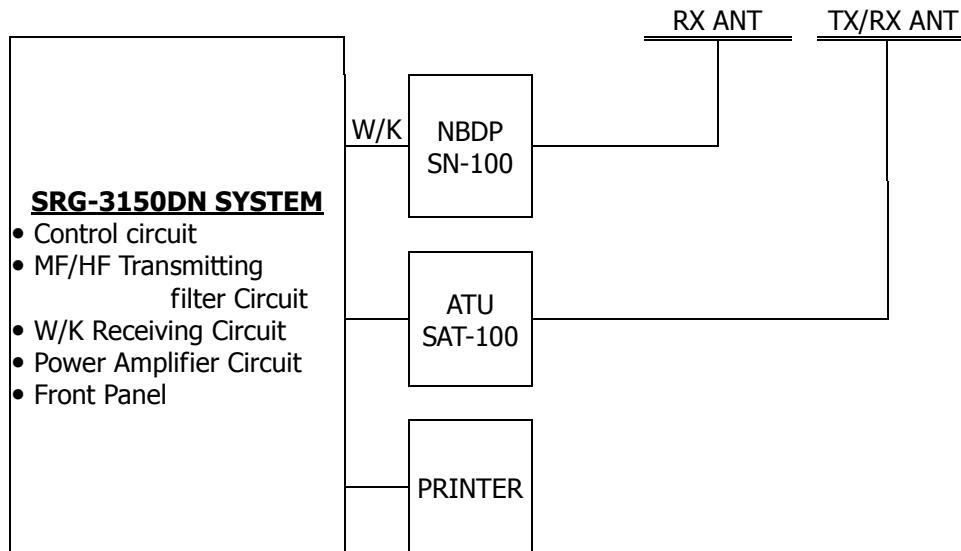 RX ANT
TX/RX ANT
W/K
NBDP
SN-100
SRG-3150DN SYSTEM
• Control circuit
• MF/HF Transmitting
filter Circuit
• W/K Receiving Circuit
• Power Amplifier Circuit
• Front Panel
ATU
SAT-100
PRINTER